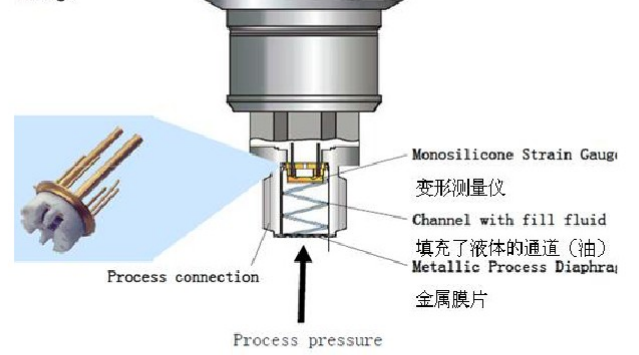 Monosilicone Strain Gaug
变形测量仪
Channel with fill fluid
填充了液体的通道（油）
Metallic Process Diaphra
金属膜片
Process connection
Process pressure